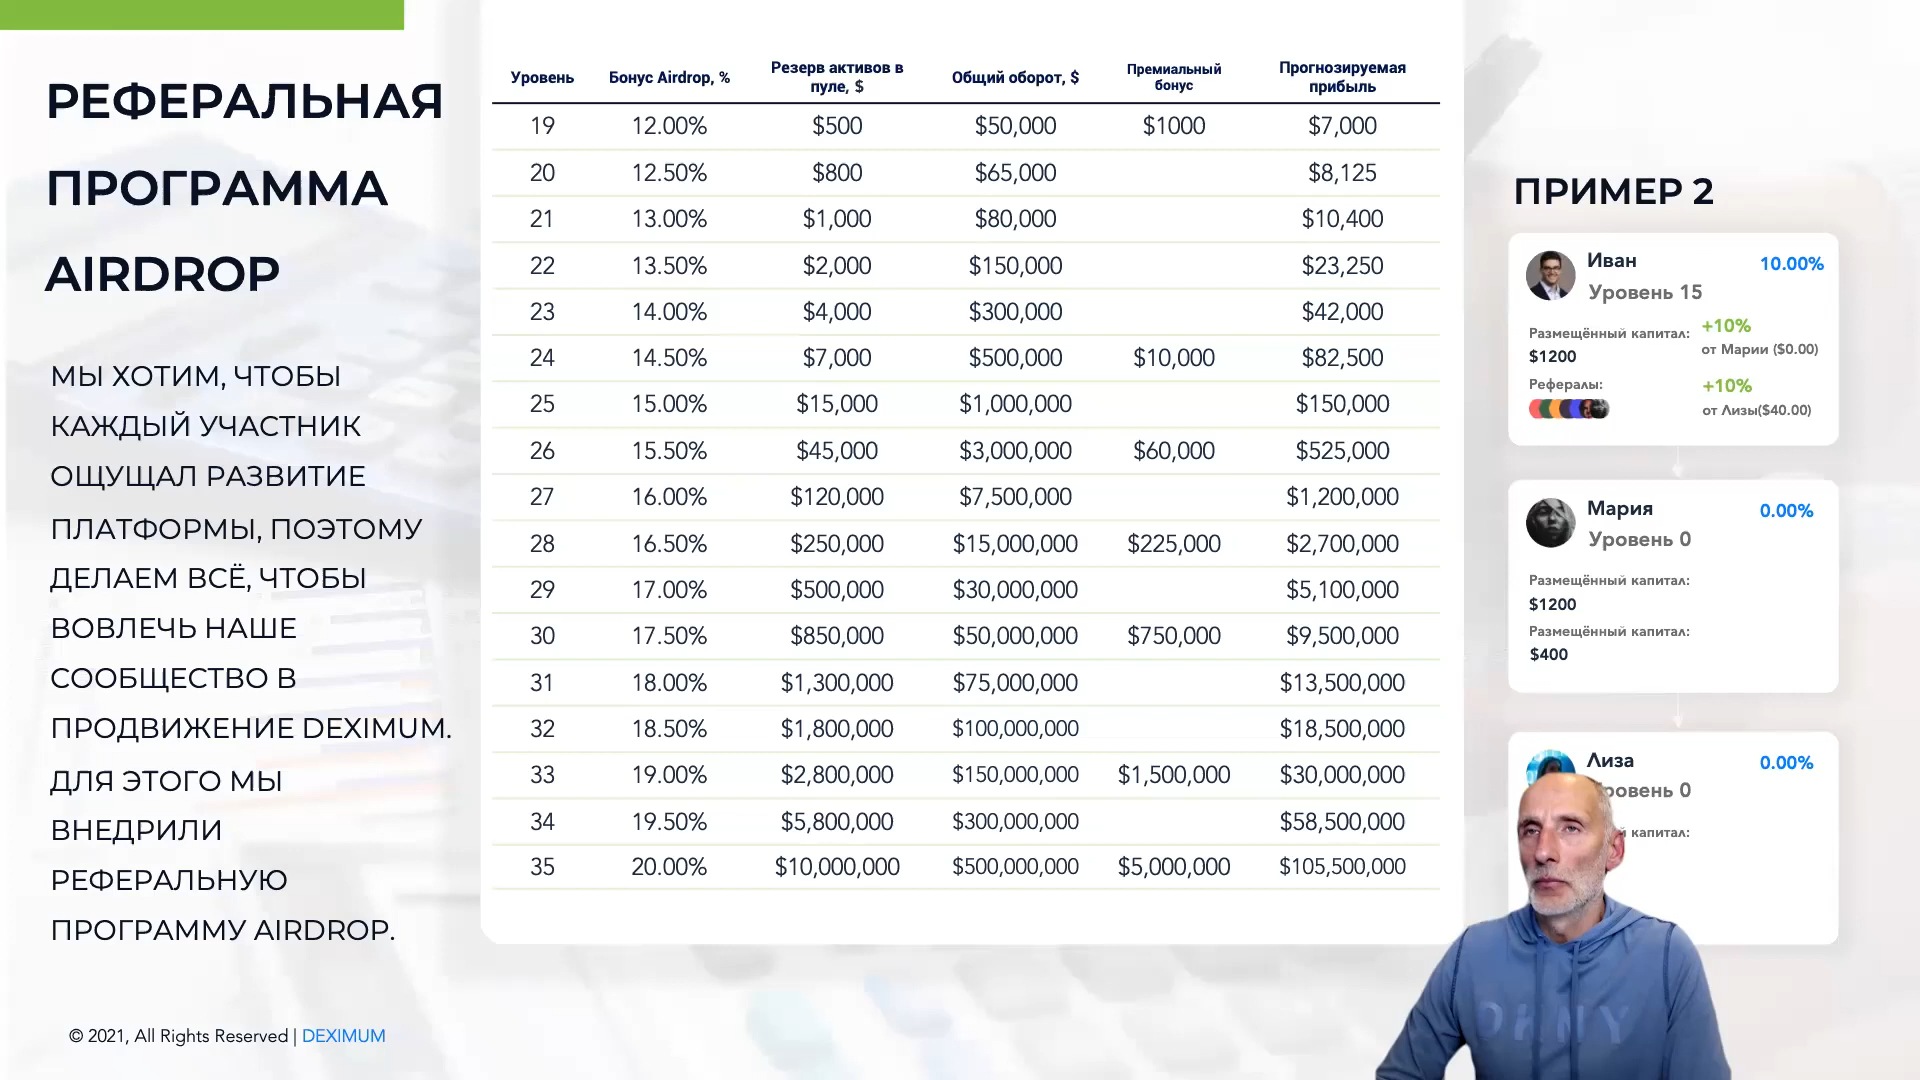 РЕФЕРАЛЬНАЯ
ПРОГРАММА
AIRDROP
МЫ ХОТИМ, ЧТОБЫ
КАЖДЫЙ УЧАСТНИК
ОЩУЩАЛ РАЗВИТИЕ
ПЛАТФОРМЫ, ПОЭТОМУ
ДЕЛАЕМ ВСЁ, ЧТОБЫ
ВОВЛЕЧЬ НАШЕ
СООБЩЕСТВО В
ПРОДВИЖЕНИЕ DEXIMUM.
ДЛЯ ЭТОГО МЫ
ВНЕДРИЛИ
РЕФЕРАЛЬНУЮ
ПРОГРАММУ AIRDROP.
© 2021, All Rights Reserved | DEXIMUM
Уровень Бонус Airdrop, % Резерв активов в пуле, $ Общий оборот, $ Премиальный бонус Прогнозируемая прибыль
19 12.00% $500 $50,000 $1000 $7,000
20 12.50% $800 $65,000 $8,125
21 13.00% $1,000 $80,000 $10,400
22 13.50% $2,000 $150,000 $23,250
23 14.00% $4,000 $300,000 $42,000
24 14.50% $7,000 $500,000 $10,000 $82,500
25 15.00% $15,000 $1,000,000 $150,000
26 15.50% $45,000 $3,000,000 $60,000 $525,000
27 16.00% $120,000 $7,500,000 $1,200,000
28 16.50% $250,000 $15,000,000 $225,000 $2,700,000
29 17.00% $500,000 $30,000,000 $5,100,000
30 17.50% $850,000 $50,000,000 $750,000 $9,500,000
31 18.00% $1,300,000 $75,000,000 $13,500,000
32 18.50% $1,800,000 $100,000,000 $18,500,000
33 19.00% $2,800,000 $150,000,000 $1,500,000 $30,000,000
34 19.50% $5,800,000 $300,000,000 $58,500,000
35 20.00% $10,000,000 $500,000,000 $5,000,000 $105,500,000
ПРИМЕР 2
Иван 10.00%
Уровень 15
Размещённый капитал: +10%
$1200 от Марии ($0.00)
Рефералы: +10%
от Лизы($40.00)
Мария 0.00%
Уровень 0
Размещённый капитал:
$1200
Размещённый капитал:
$400
Лиза 0.00%
ровень 0
капитал:
DKNY